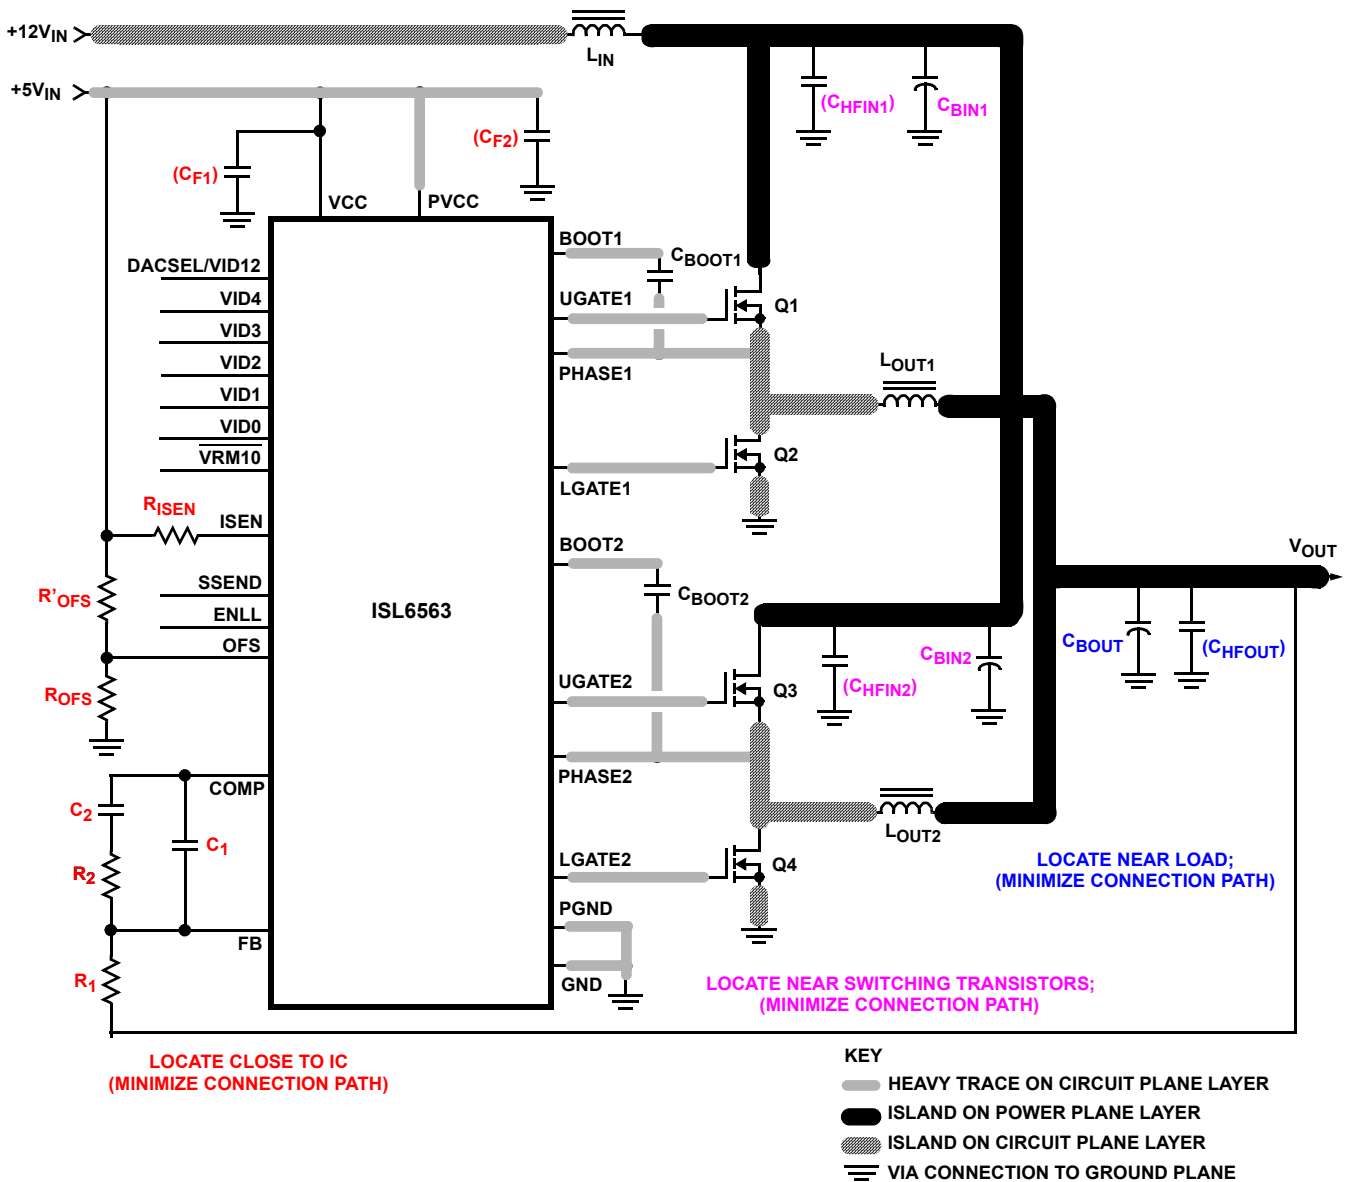 +12VIN
LIN
+5VIN
(CHFIN1)
CBIN1
(CF2)
(CF1)
VCC
PVCC
BOOT1
CBOOT1
DACSEL/VID12
VID4
UGATE1
Q1
VID3
VID2
PHASE1
LOUT1
VID1
VID0
VRM10
Q2
LGATE1
RISEN
ISEN
BOOT2
VOUT
SSEND
R'OFS
CBOOT2
ENLL
ISL6563
OFS
CBOUT
(CHFOUT)
CBIN2
(CHFIN2)
ROFS
UGATE2
Q3
PHASE2
COMP
C2
C1
LOUT2
R2
LGATE2
Q4
LOCATE NEAR LOAD;
(MINIMIZE CONNECTION PATH)
PGND
FB
R1
GND
LOCATE NEAR SWITCHING TRANSISTORS;
(MINIMIZE CONNECTION PATH)
LOCATE CLOSE TO IC
(MINIMIZE CONNECTION PATH)
KEY
HEAVY TRACE ON CIRCUIT PLANE LAYER
ISLAND ON POWER PLANE LAYER
ISLAND ON CIRCUIT PLANE LAYER
VIA CONNECTION TO GROUND PLANE